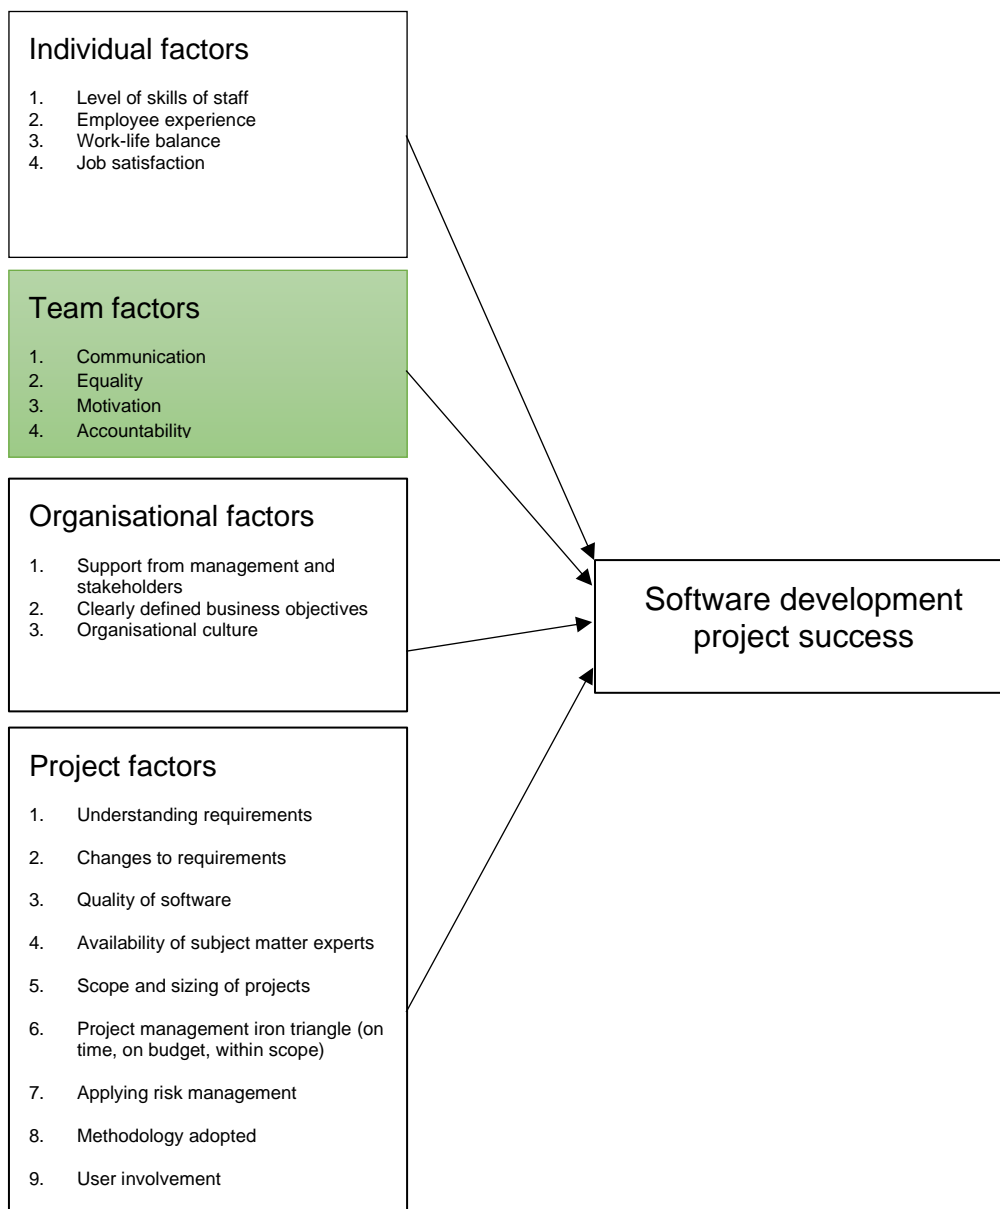 Individual factors
1. Level of skills of staff
2. Employee experience
3. Work-life balance
4. Job satisfaction
Team factors
1. Communication
2. Equality
3. Motivation
4. Accountability
Organisational factors
1. Support from management and
stakeholders
2. Clearly defined business objectives
3. Organisational culture
Software development
project success
Project factors
1. Understanding requirements
2. Changes to requirements
3. Quality of software
4. Availability of subject matter experts
5. Scope and sizing of projects
6. Project management iron triangle (on
time, on budget, within scope)
7. Applying risk management
8. Methodology adopted
9. User involvement